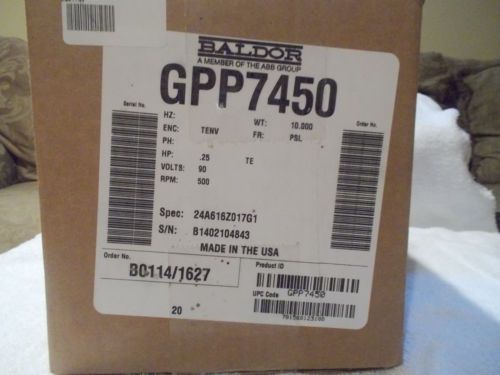 BALDOR
A MEMBER OF THE ABB GROUP
GPP7450
Serial No.
Order No.
HZ: WT: 10.000
ENC: TENV FR: PSL
PH:
HP: .25 TE
VOLTS: 90
RPM: 500
Spec: 24A616Z017G1
S/N: B1402104843
MADE IN THE USA
Order No.
B0114/1627
Product ID
GPP7450
UPC Code
20